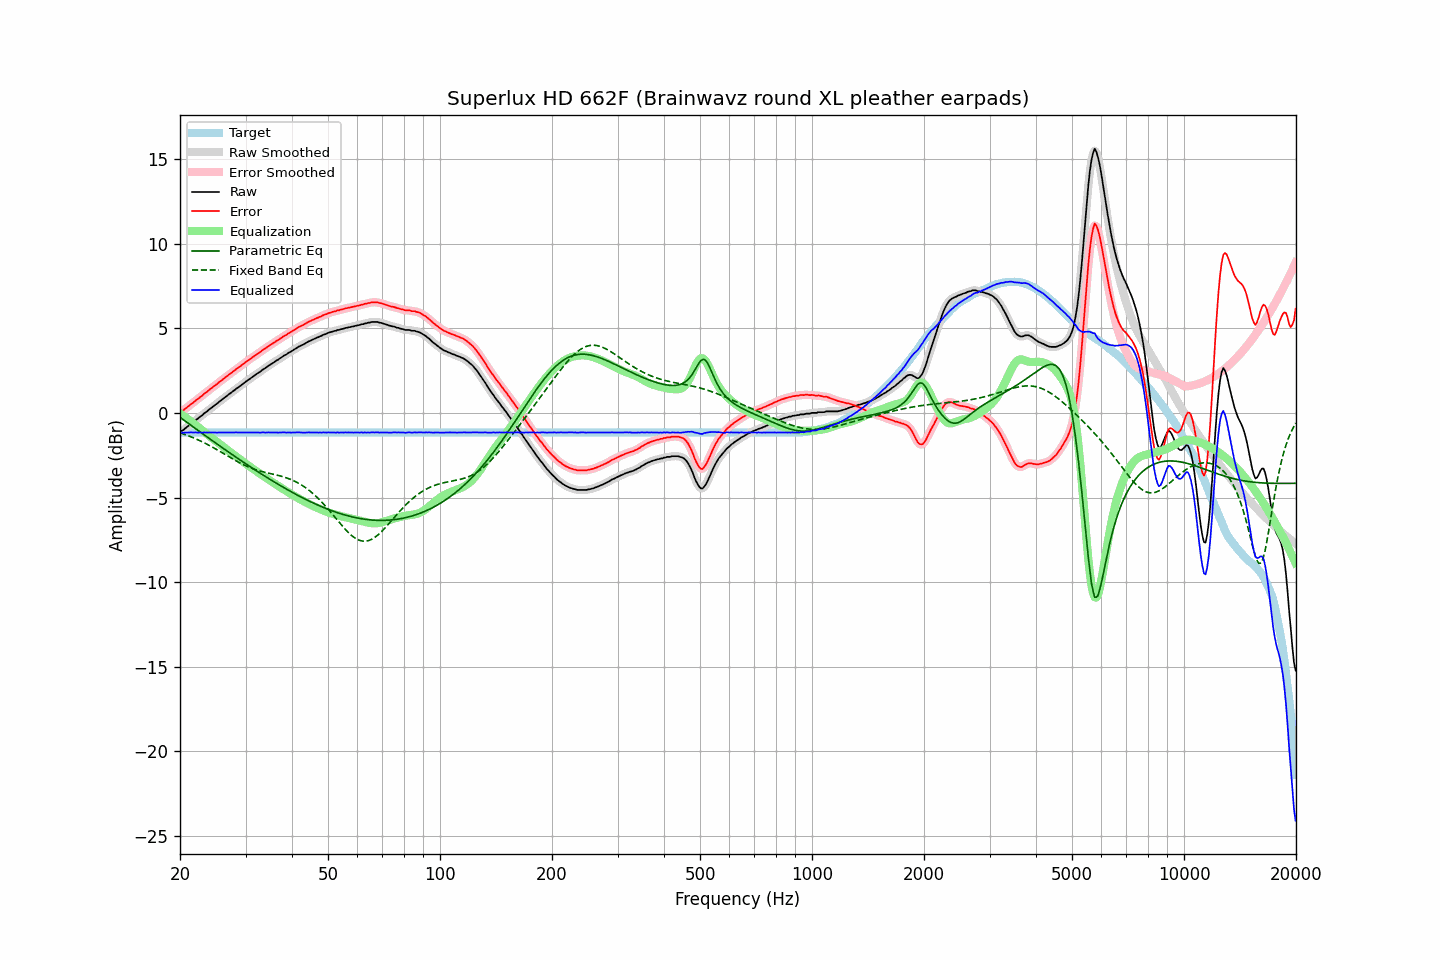 Superlux HD 662F (Brainwavz round XL pleather earpads)
Target
Raw Smoothed
Error Smoothed
Raw
Error
Equalization
Parametric Eq
Fixed Band Eq
Equalized
Amplitude (dBr)
15
10
5
0
−5
−10
−15
−20
−25
20
50
100
200
500
1000
2000
5000
10000
20000
Frequency (Hz)